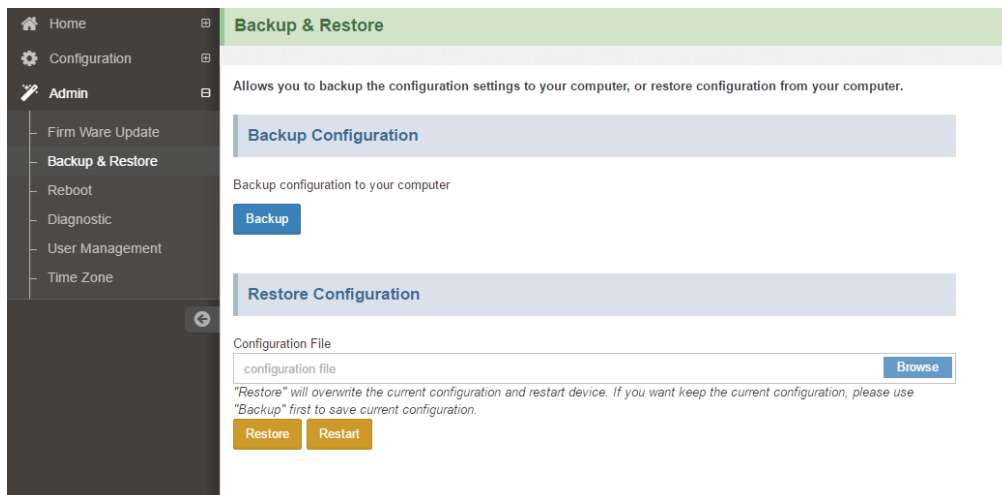 Home
Configuration
Admin
Firm Ware Update
Backup & Restore
Reboot
Diagnostic
User Management
Time Zone
Backup & Restore
Allows you to backup the configuration settings to your computer, or restore configuration from your computer.
Backup Configuration
Backup configuration to your computer
Backup
Restore Configuration
Configuration File
configuration file
Browse
"Restore" will overwrite the current configuration and restart device. If you want keep the current configuration, please use
"Backup" first to save current configuration.
Restore Restart